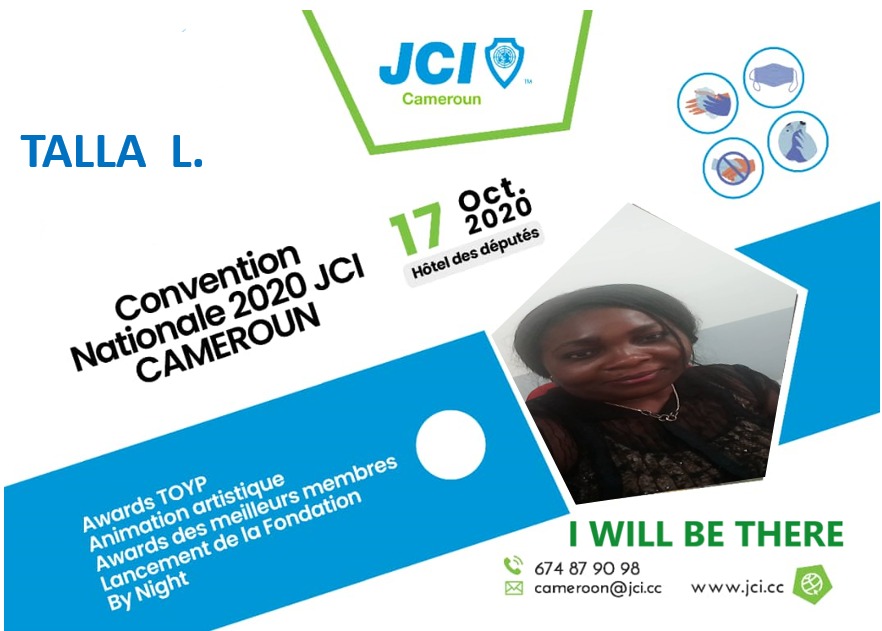 JCI
TM
Cameroun
TALLA L.
17 Oct.
2020
Hôtel des députés
Convention
Nationale 2020 JCI
CAMEROUN
Awards TOYP
Animation artistique
Awards des meilleurs membres
Lancement de la Fondation
By Night
I WILL BE THERE
674 87 90 98
cameroon@jci.cc www.jci.cc